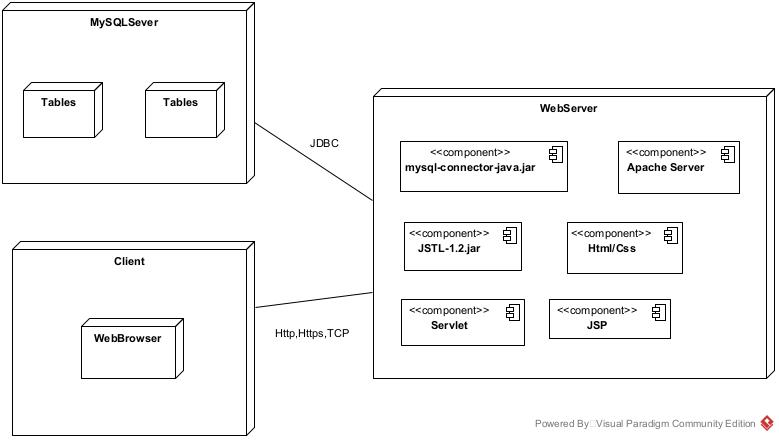 MySQLSever
Tables
Tables
JDBC
WebServer
<<component>>
mysql-connector-java.jar
<<component>>
Apache Server
<<component>>
JSTL-1.2.jar
<<component>>
Html/Css
<<component>>
Servlet
<<component>>
JSP
Client
WebBrowser
Http,Https,TCP
Powered By Visual Paradigm Community Edition